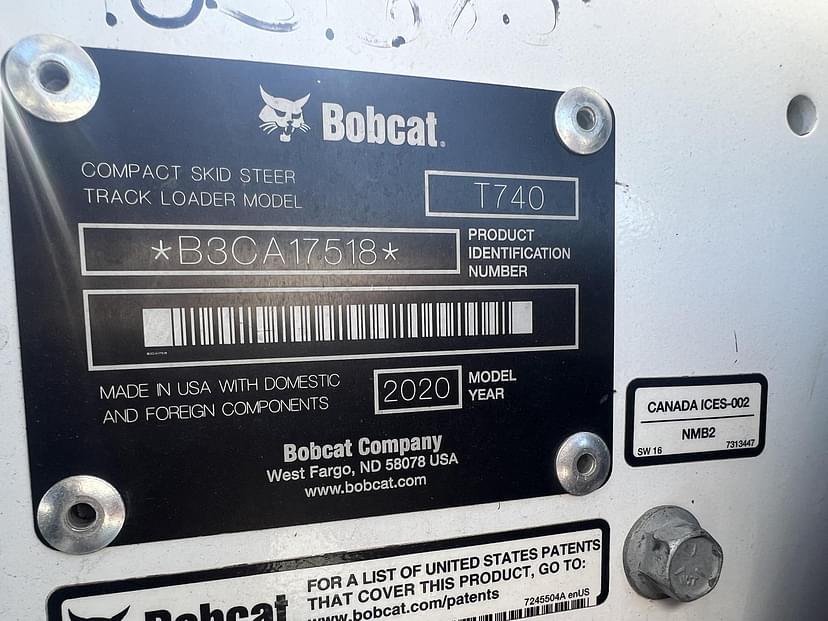 Bobcat.
COMPACT SKID STEER
TRACK LOADER MODEL
T740
*B3CA17518*
PRODUCT
IDENTIFICATION
NUMBER
MADE IN USA WITH DOMESTIC
AND FOREIGN COMPONENTS
2020
MODEL
YEAR
Bobcat Company
West Fargo, ND 58078 USA
www.bobcat.com
CANADA ICES-002
NMB2
SW 16
7313447
Bobcat
FOR A LIST OF UNITED STATES PATENTS
THAT COVER THIS PRODUCT, GO TO:
www.bobcat.com/patents
7245504A enUS